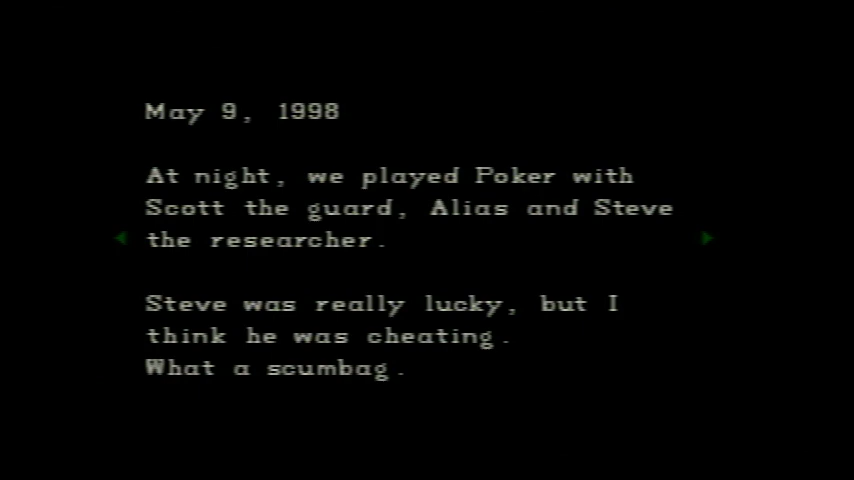 May 9, 1998
At night, we played Poker with
Scott the guard, Alias and Steve
the researcher.
Steve was really lucky, but I
think he was cheating.
What a scumbag.